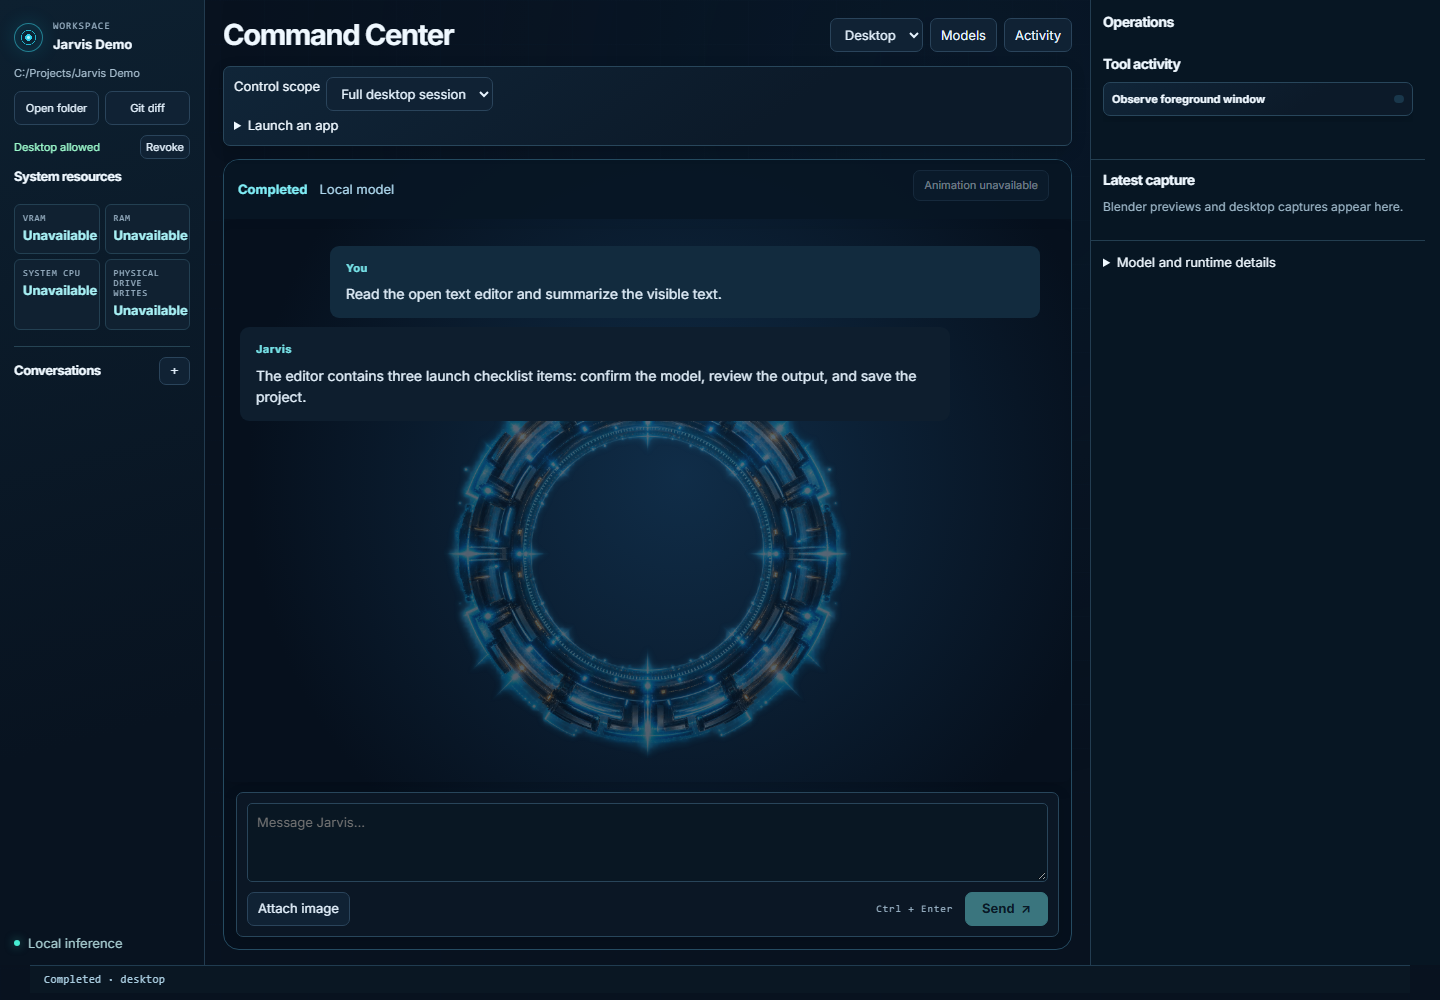 WORKSPACE
Jarvis Demo
C:/Projects/Jarvis Demo
Open folder
Git diff
Desktop allowed
Revoke
System resources
VRAM
Unavailable
RAM
Unavailable
SYSTEM CPU
Unavailable
PHYSICAL
DRIVE
WRITES
Unavailable
Conversations
+
Local inference
Command Center
Desktop
Models
Activity
Control scope
Full desktop session
Launch an app
Completed
Local model
Animation unavailable
You
Read the open text editor and summarize the visible text.
Jarvis
The editor contains three launch checklist items: confirm the model, review the output, and save the
project.
Message Jarvis...
Attach image
Ctrl + Enter
Send ↗
Operations
Tool activity
Observe foreground window
Latest capture
Blender previews and desktop captures appear here.
Model and runtime details
Completed · desktop